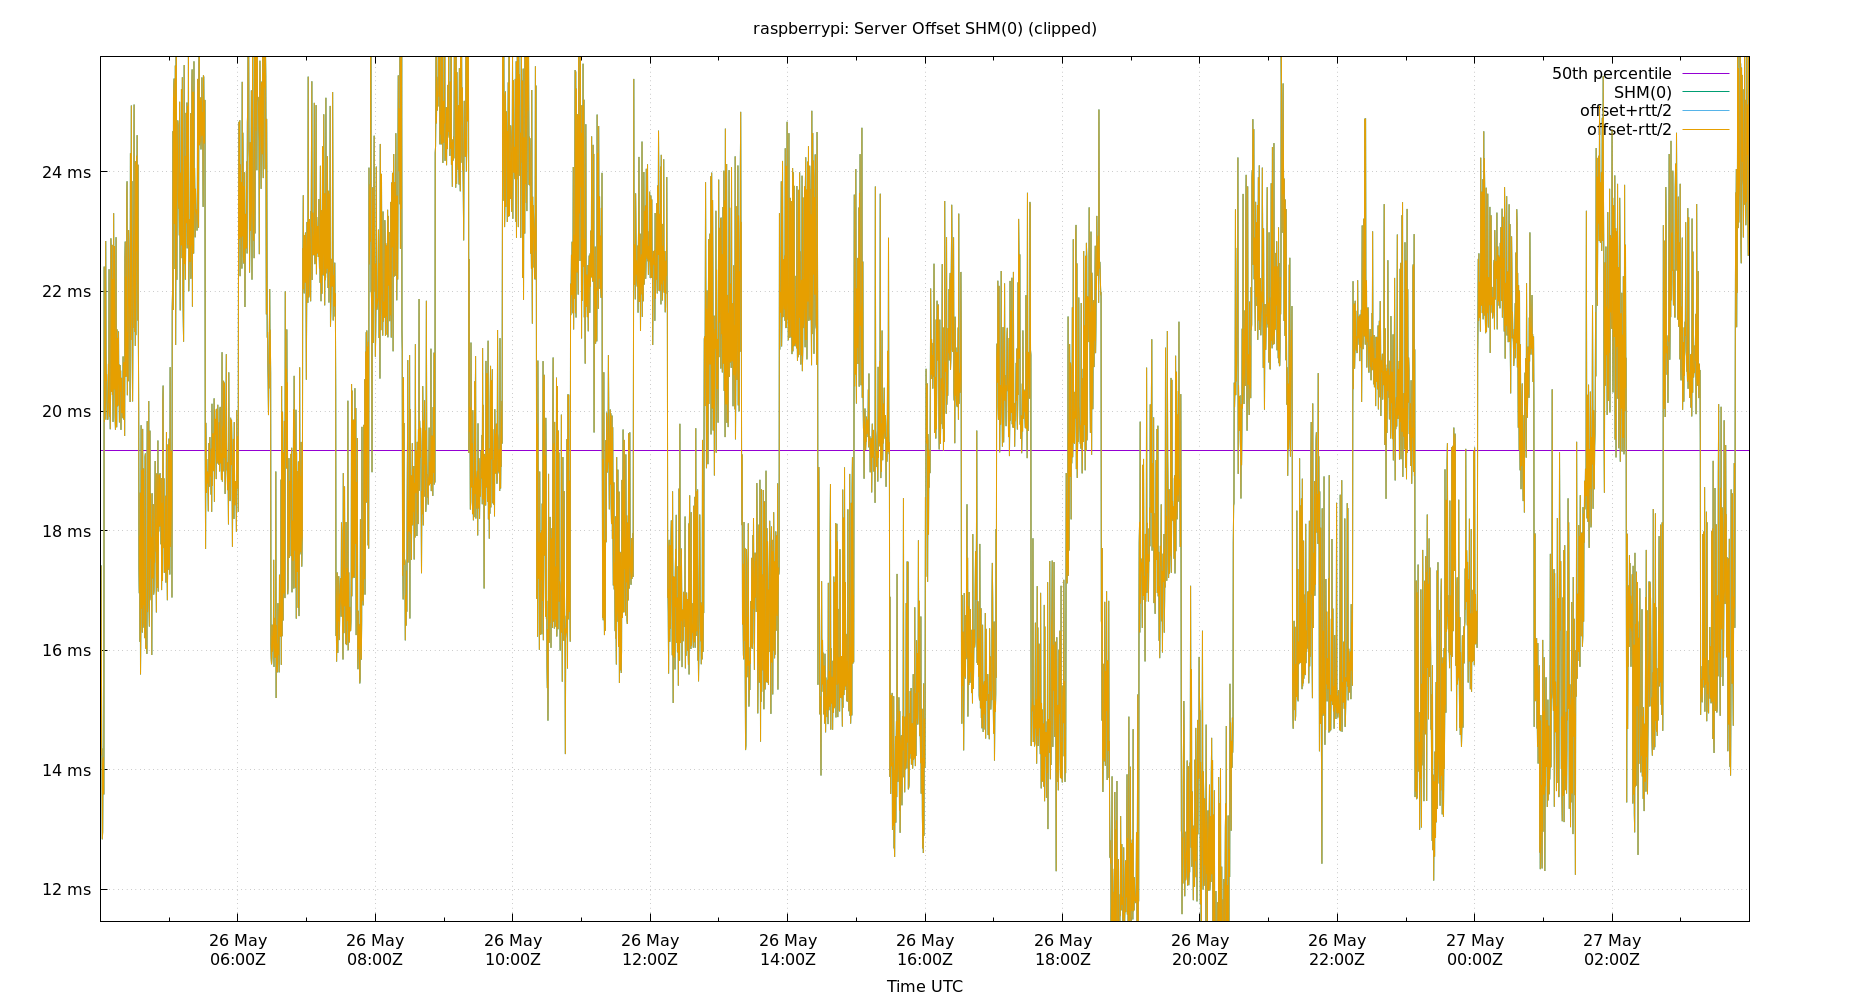 raspberrypi: Server Offset SHM(0) (clipped)
50th percentile
SHM(0)
offset+rtt/2
offset-rtt/2
24 ms
22 ms
20 ms
18 ms
16 ms
14 ms
12 ms
26 May 26 May 26 May 26 May 26 May 26 May 26 May 26 May 26 May 27 May 27 May
06:00Z 08:00Z 10:00Z 12:00Z 14:00Z 16:00Z 18:00Z 20:00Z 22:00Z 00:00Z 02:00Z
Time UTC